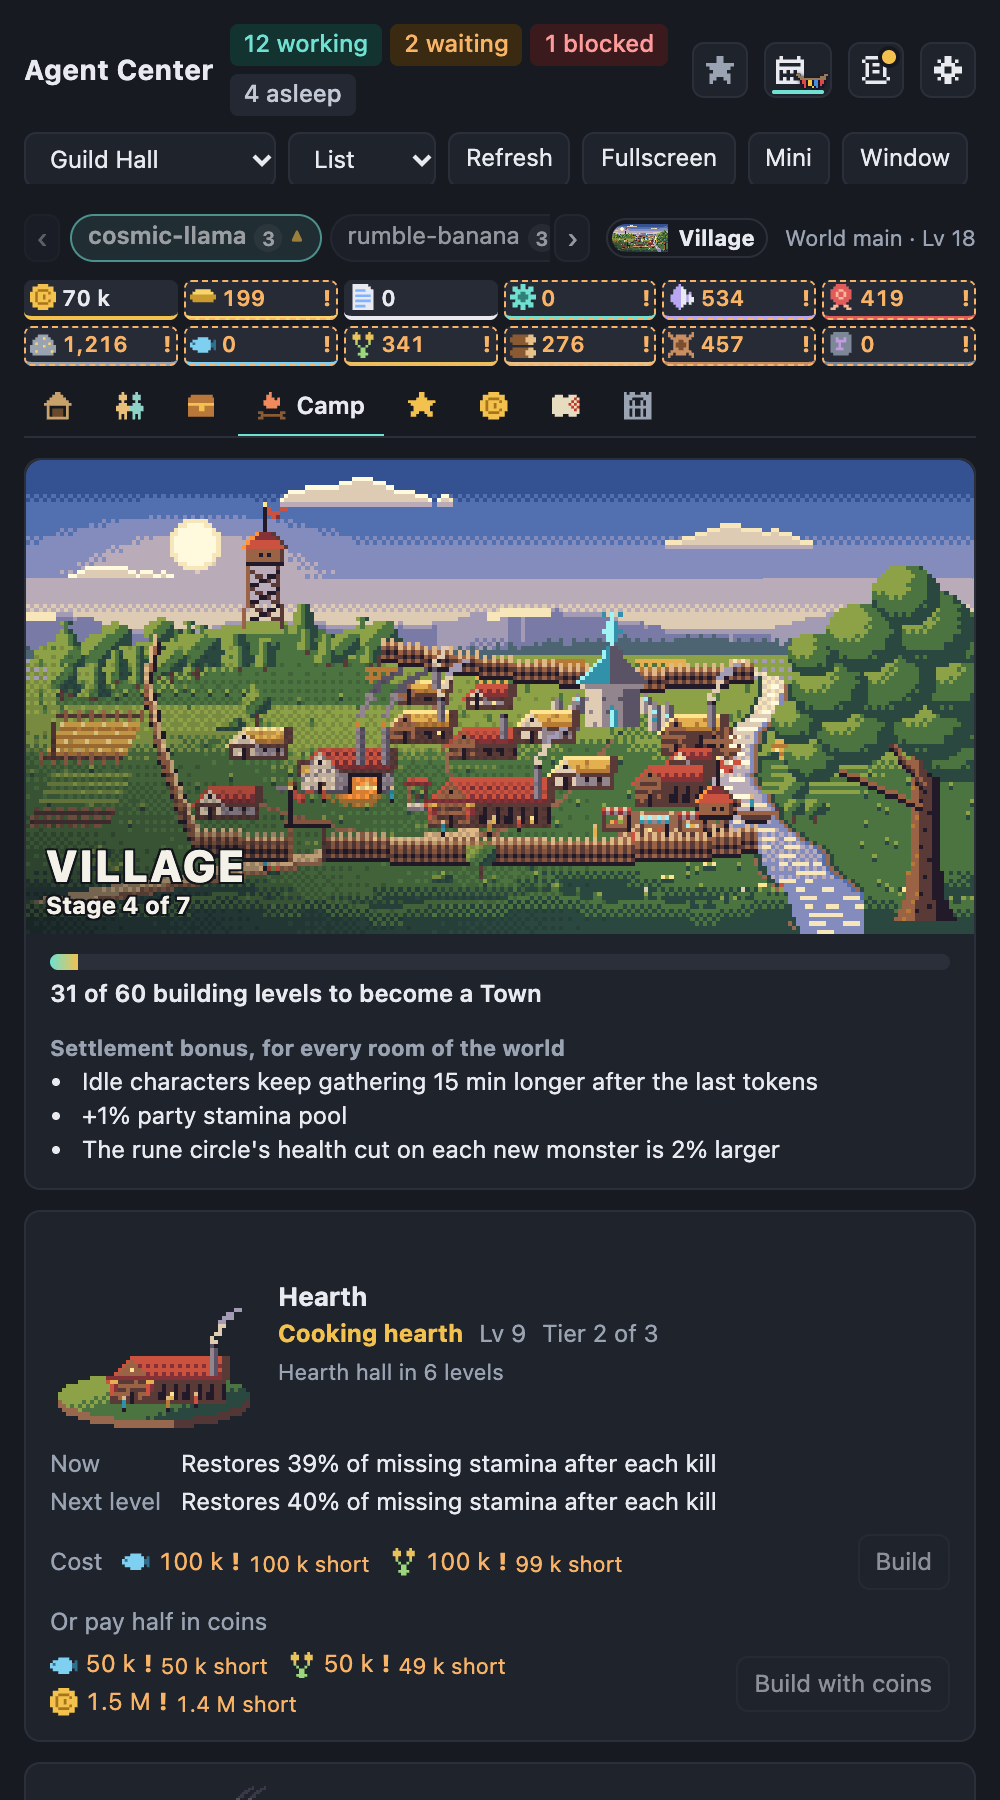 Agent Center
12 working
2 waiting
1 blocked
4 asleep
Guild Hall
List
Refresh
Fullscreen
Mini
Window
‹
cosmic-llama 3 ▲
rumble-banana 3
›
Village
World main · Lv 18
70 k
199 !
0
0 !
534 !
419 !
1,216 !
0 !
341 !
276 !
457 !
0 !
Camp
VILLAGE
Stage 4 of 7
31 of 60 building levels to become a Town
Settlement bonus, for every room of the world
• Idle characters keep gathering 15 min longer after the last tokens
• +1% party stamina pool
• The rune circle's health cut on each new monster is 2% larger
Hearth
Cooking hearth Lv 9 Tier 2 of 3
Hearth hall in 6 levels
Now Restores 39% of missing stamina after each kill
Next level Restores 40% of missing stamina after each kill
Cost 100 k ! 100 k short 100 k ! 99 k short
Build
Or pay half in coins
50 k ! 50 k short 50 k ! 49 k short
1.5 M ! 1.4 M short
Build with coins